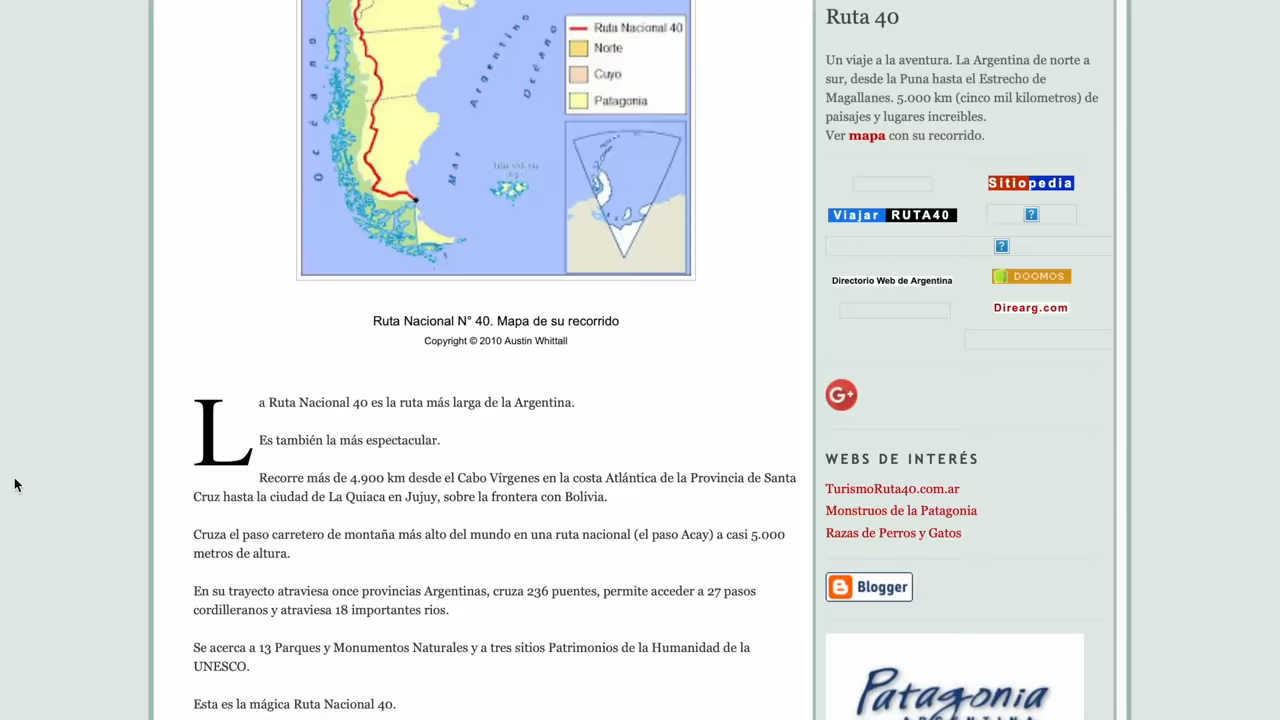 Océano
Mar
Argentino
Océano
Ruta Nacional 40
Norte
Cuyo
Patagonia
Ruta Nacional N° 40. Mapa de su recorrido
Copyright © 2010 Austin Whittall
La Ruta Nacional 40 es la ruta más larga de la Argentina.
Es también la más espectacular.
Recorre más de 4.900 km desde el Cabo Vírgenes en la costa Atlántica de la Provincia de Santa
Cruz hasta la ciudad de La Quiaca en Jujuy, sobre la frontera con Bolivia.
Cruza el paso carretero de montaña más alto del mundo en una ruta nacional (el paso Acay) a casi 5.000
metros de altura.
En su trayecto atraviesa once provincias Argentinas, cruza 236 puentes, permite acceder a 27 pasos
cordilleranos y atraviesa 18 importantes rios.
Se acerca a 13 Parques y Monumentos Naturales y a tres sitios Patrimonios de la Humanidad de la
UNESCO.
Esta es la mágica Ruta Nacional 40.
Ruta 40
Un viaje a la aventura. La Argentina de norte a
sur, desde la Puna hasta el Estrecho de
Magallanes. 5.000 km (cinco mil kilometros) de
paisajes y lugares increibles.
Ver mapa con su recorrido.
Sitiopedia
Viajar RUTA40
?
?
Directorio Web de Argentina
DOOMOS
Direarg.com
G+
WEBS DE INTERÉS
TurismoRuta40.com.ar
Monstruos de la Patagonia
Razas de Perros y Gatos
Blogger
Patagonia
ARGENTINA